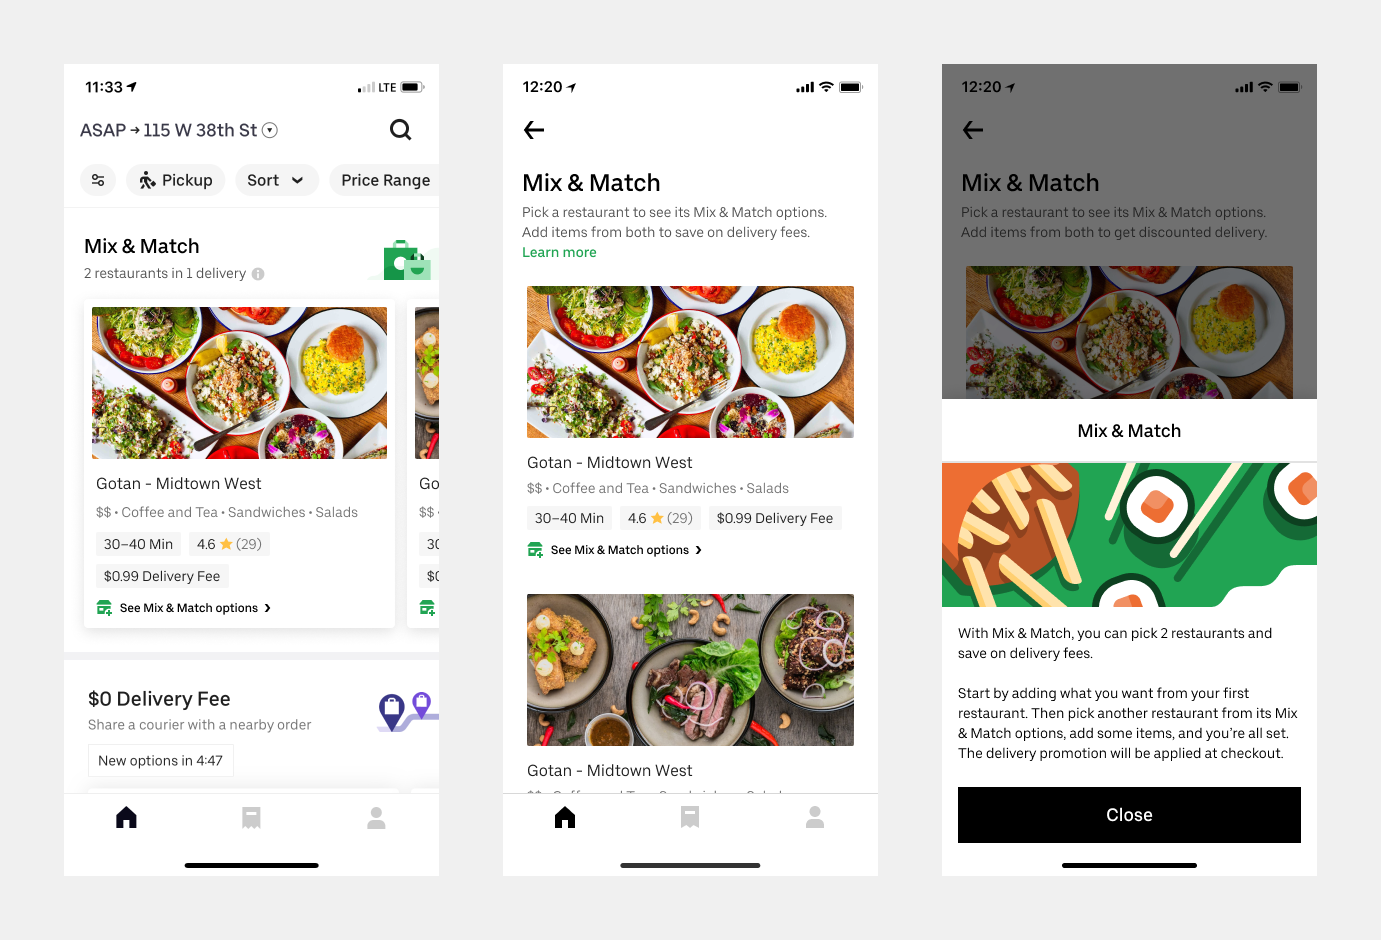 11:33
LTE
ASAP → 115 W 38th St
Pickup
Sort
Price Range
Mix & Match
2 restaurants in 1 delivery
Gotan - Midtown West
$$ • Coffee and Tea • Sandwiches • Salads
30–40 Min
4.6 ★ (29)
$0.99 Delivery Fee
See Mix & Match options
Go
$$ •
$0 Delivery Fee
Share a courier with a nearby order
New options in 4:47
12:20
Mix & Match
Pick a restaurant to see its Mix & Match options.
Add items from both to save on delivery fees.
Learn more
Gotan - Midtown West
$$ • Coffee and Tea • Sandwiches • Salads
30–40 Min
4.6 ★ (29)
$0.99 Delivery Fee
See Mix & Match options
Gotan - Midtown West
12:20
Mix & Match
Pick a restaurant to see its Mix & Match options.
Add items from both to get discounted delivery.
Mix & Match
With Mix & Match, you can pick 2 restaurants and
save on delivery fees.
Start by adding what you want from your first
restaurant. Then pick another restaurant from its Mix
& Match options, add some items, and you're all set.
The delivery promotion will be applied at checkout.
Close